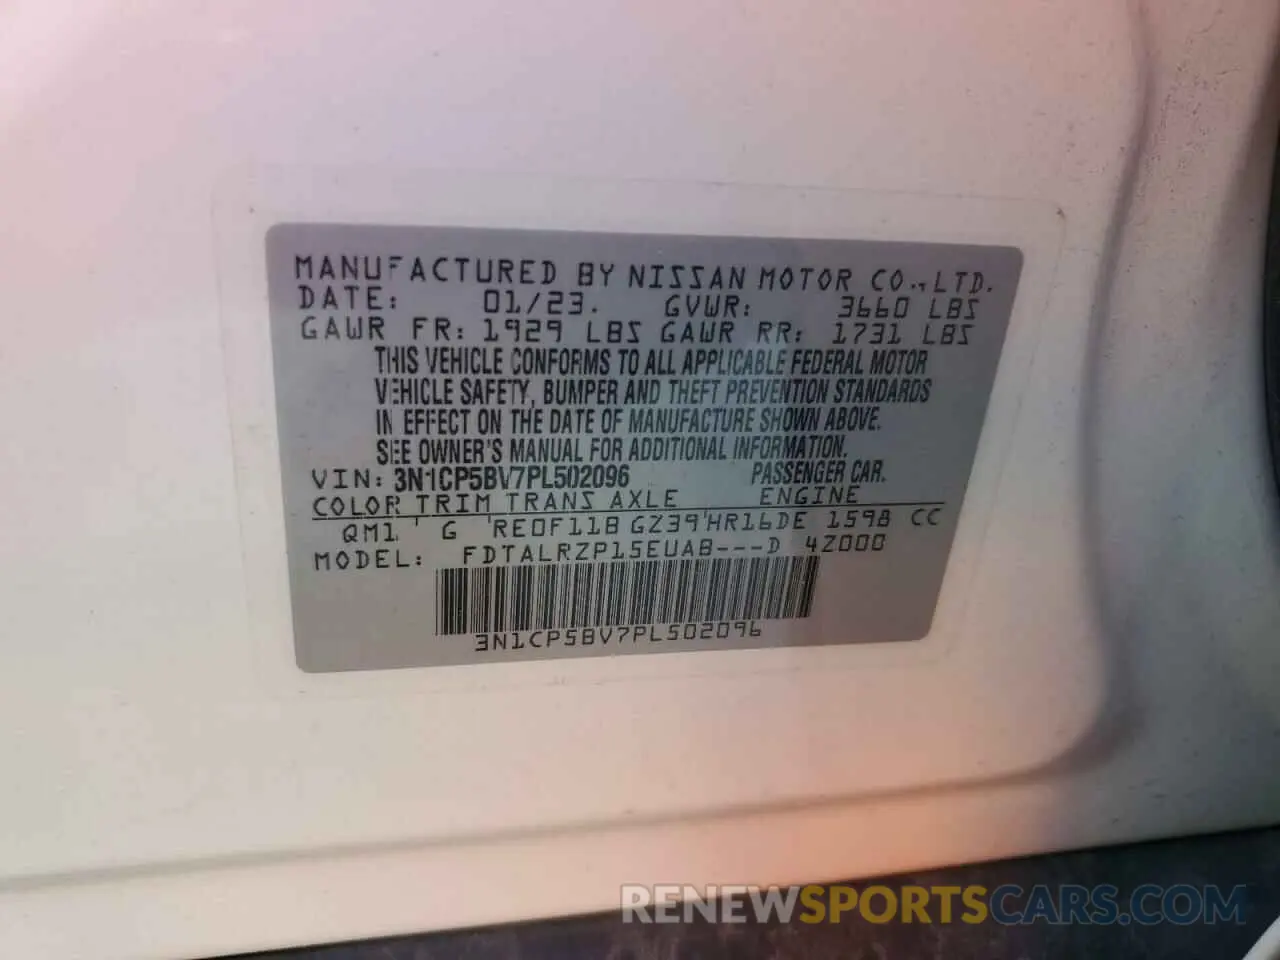 MANUFACTURED BY NISSAN MOTOR CO., LTD.
DATE: 01/23. GVWR: 3660 LBS
GAWR FR: 1929 LBS GAWR RR: 1731 LBS
THIS VEHICLE CONFORMS TO ALL APPLICABLE FEDERAL MOTOR
VEHICLE SAFETY, BUMPER AND THEFT PREVENTION STANDARDS
IN EFFECT ON THE DATE OF MANUFACTURE SHOWN ABOVE.
SEE OWNER'S MANUAL FOR ADDITIONAL INFORMATION.
VIN: 3N1CP5BV7PL502096 PASSENGER CAR.
COLOR TRIM TRANS AXLE ENGINE
QM1 ' G 'RE0F11B GZ39'HR16DE 1598 CC
MODEL: FDTALRZP15EUAB---D 4Z000
3N1CP5BV7PL502096
RENEWSPORTSCARS.COM